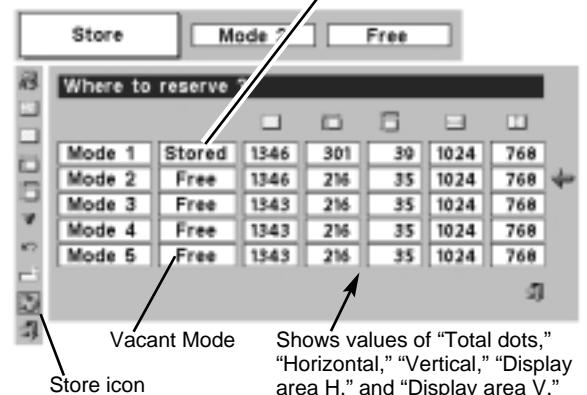 Store Mode 2 Free
Where to reserve
Mode 1 Stored 1346 301 39 1024 768
Mode 2 Free 1346 216 35 1024 768
Mode 3 Free 1343 216 35 1024 768
Mode 4 Free 1343 216 35 1024 768
Mode 5 Free 1343 216 35 1024 768
Vacant Mode
Shows values of “Total dots,”
“Horizontal,” “Vertical,” “Display
area H,” and “Display area V.”
Store icon